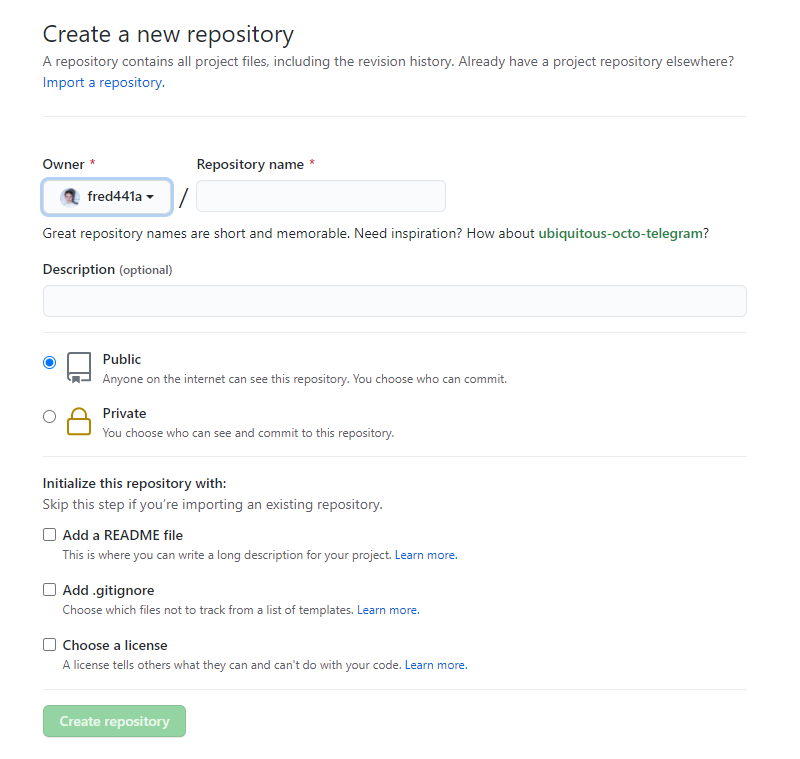 Create a new repository
A repository contains all project files, including the revision history. Already have a project repository elsewhere?
Import a repository.
Owner * Repository name *
fred441a /
Great repository names are short and memorable. Need inspiration? How about ubiquitous-octo-telegram?
Description (optional)
Public
Anyone on the internet can see this repository. You choose who can commit.
Private
You choose who can see and commit to this repository.
Initialize this repository with:
Skip this step if you’re importing an existing repository.
Add a README file
This is where you can write a long description for your project. Learn more.
Add .gitignore
Choose which files not to track from a list of templates. Learn more.
Choose a license
A license tells others what they can and can't do with your code. Learn more.
Create repository